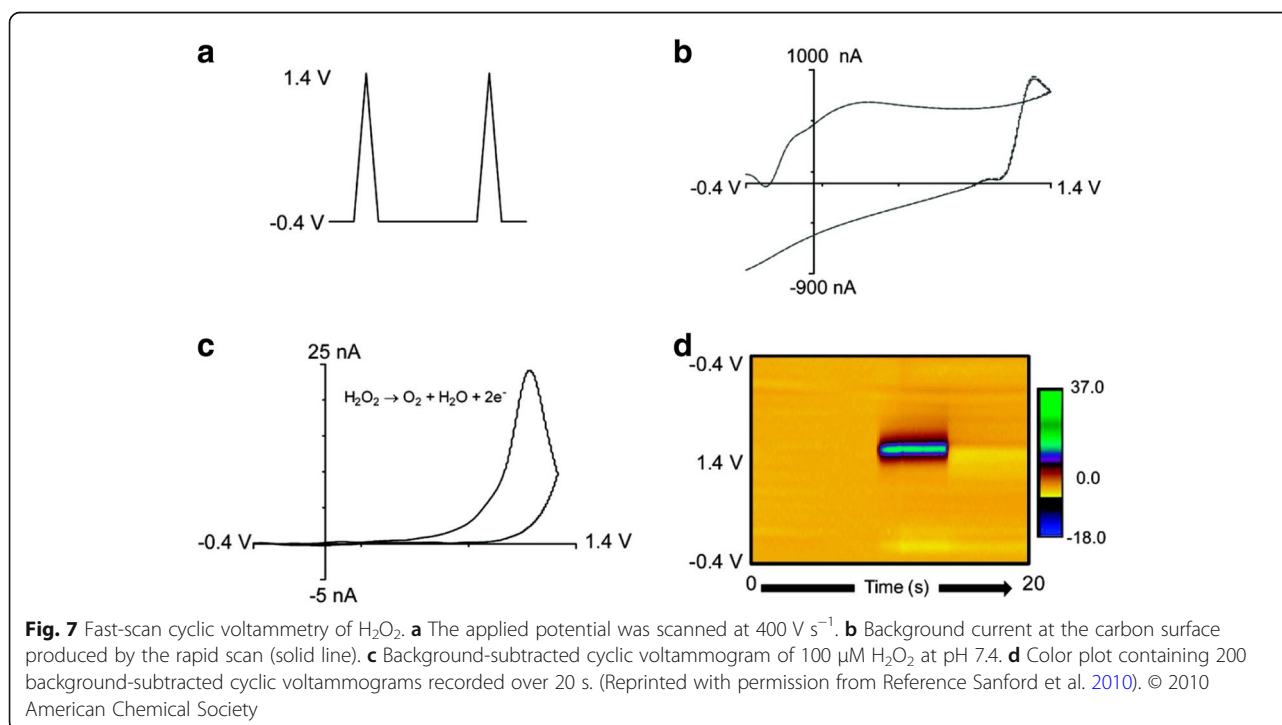 a
1.4 V
-0.4 V
b
1000 nA
-0.4 V
1.4 V
-900 nA
c
25 nA
H₂O₂ → O₂ + H₂O + 2e⁻
-0.4 V
1.4 V
-5 nA
d
-0.4 V
1.4 V
-0.4 V
0
Time (s)
20
37.0
0.0
-18.0
Fig. 7 Fast-scan cyclic voltammetry of H₂O₂. a The applied potential was scanned at 400 V s⁻¹. b Background current at the carbon surface
produced by the rapid scan (solid line). c Background-subtracted cyclic voltammogram of 100 μM H₂O₂ at pH 7.4. d Color plot containing 200
background-subtracted cyclic voltammograms recorded over 20 s. (Reprinted with permission from Reference Sanford et al. 2010). © 2010
American Chemical Society